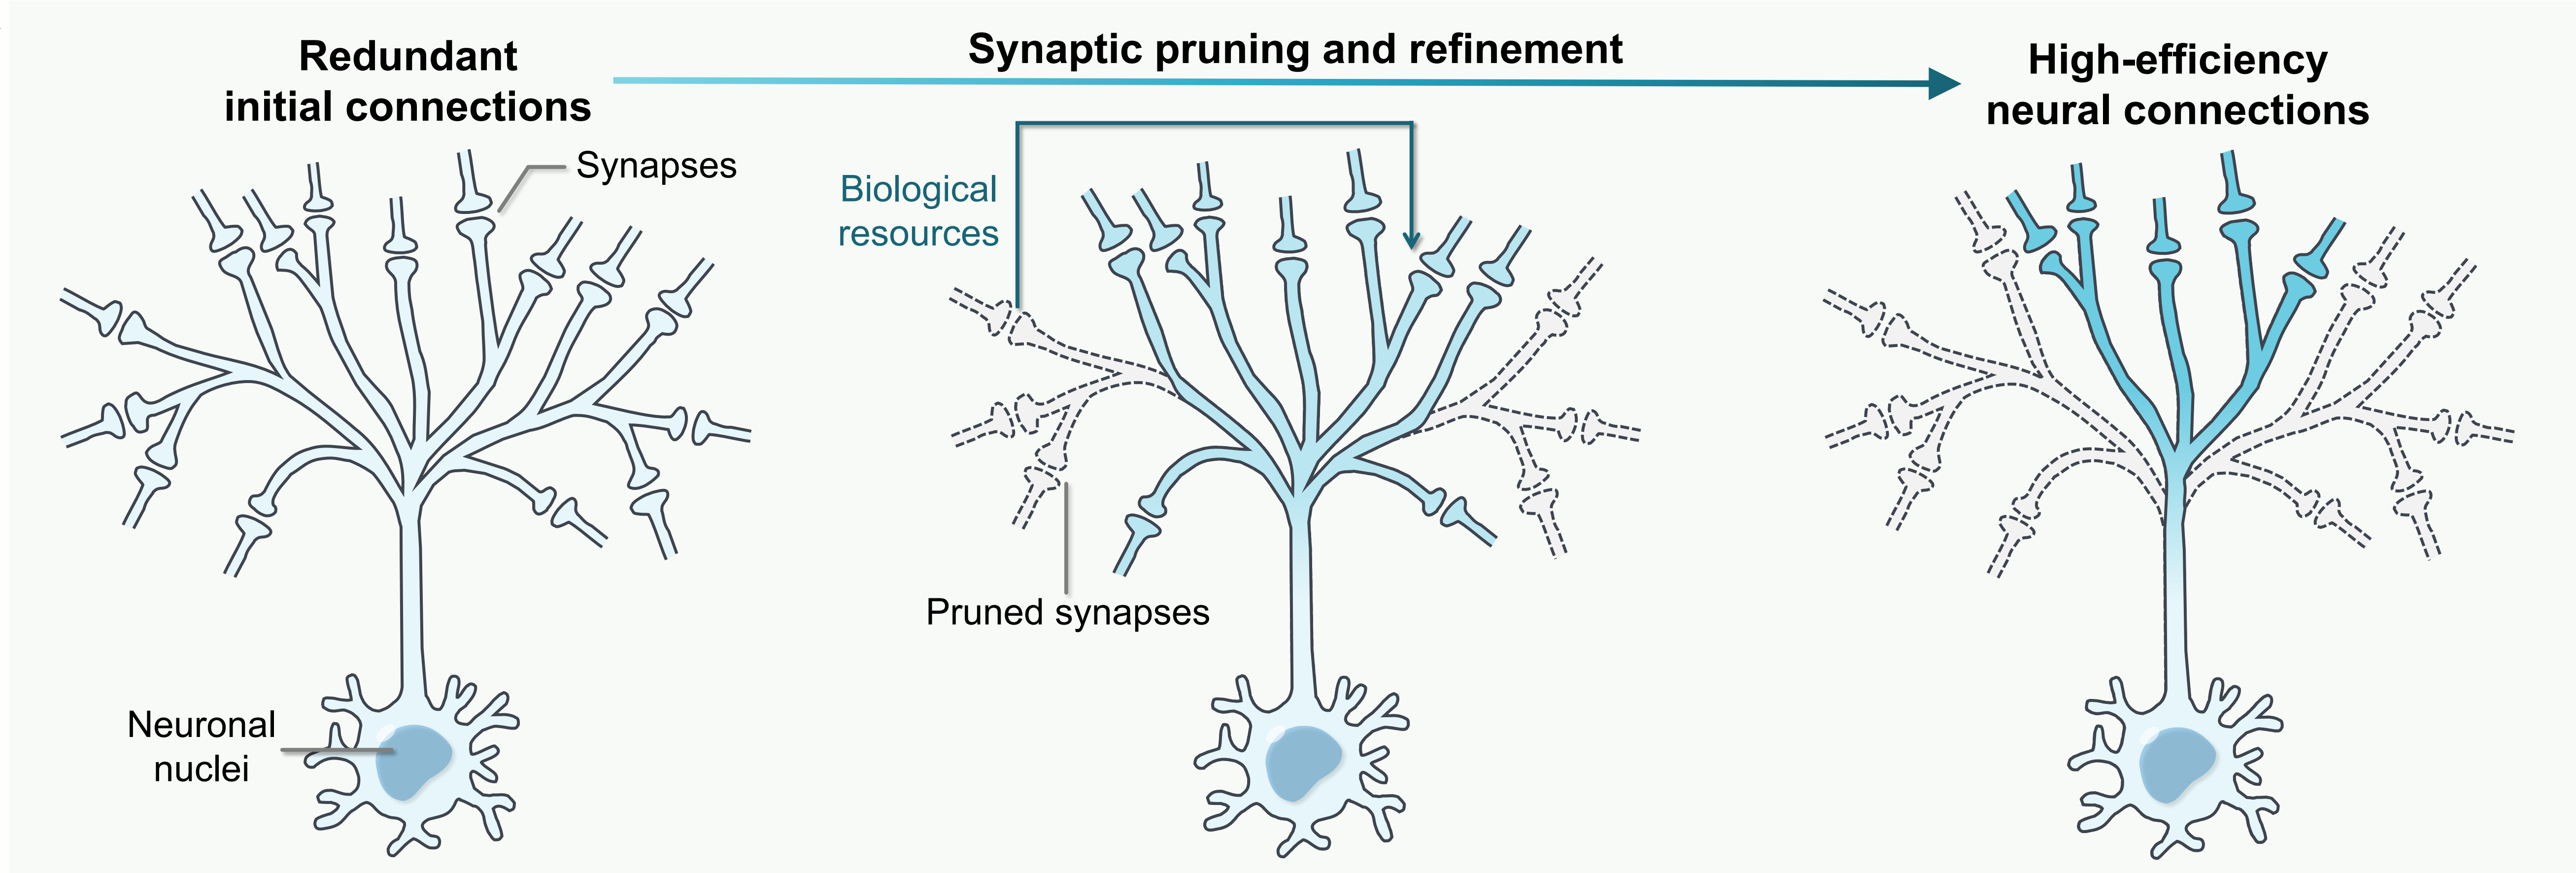 Redundant
initial connections
Synaptic pruning and refinement
High-efficiency
neural connections
Synapses
Biological
resources
Pruned synapses
Neuronal
nuclei